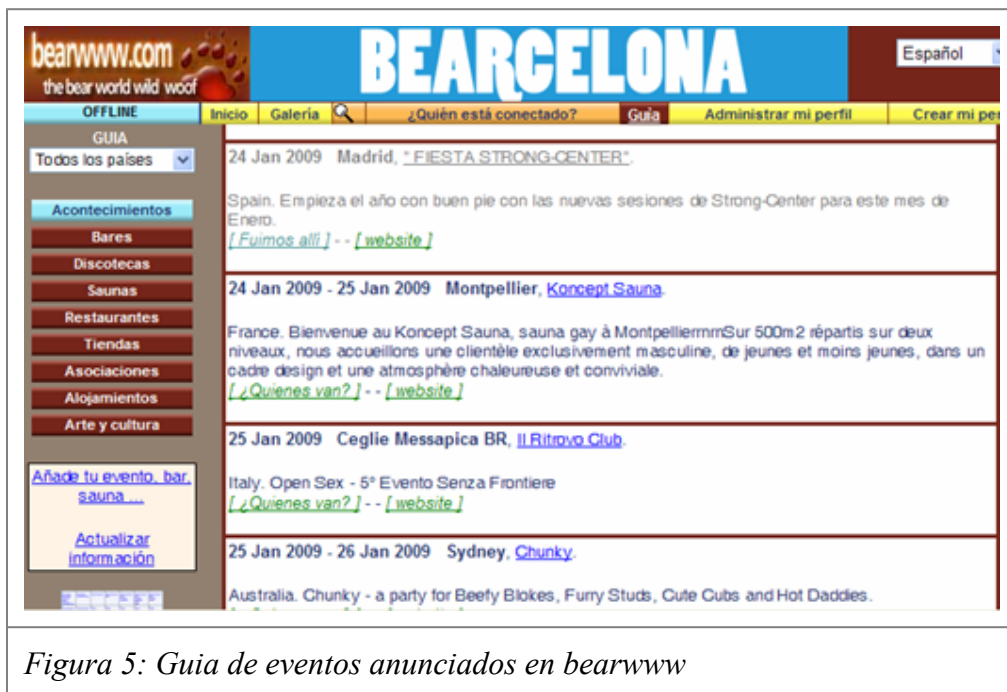 bearwww.com
BEARCELONA
Español
the bear world wild woof
OFFLINE
Inicio Galería ¿Quién está conectado? Guia Administrar mi perfil Crear mi per
GUIA
Todos los países
Acontecimientos
Bares
Discotecas
Saunas
Restaurantes
Tiendas
Asociaciones
Alojamientos
Arte y cultura
Añade tu evento, bar,
sauna ...
Actualizar
información
24 Jan 2009 Madrid, " FIESTA STRONG-CENTER".
Spain. Empieza el año con buen pie con las nuevas sesiones de Strong-Center para este mes de
Enero.
[ Fuimos allí ] - - [ website ]
24 Jan 2009 - 25 Jan 2009 Montpellier, Koncept Sauna.
France. Bienvenue au Koncept Sauna, sauna gay à MontpellierrnrnSur 500m2 répartis sur deux
niveaux, nous accueillons une clientèle exclusivement masculine, de jeunes et moins jeunes, dans un
cadre design et une atmosphère chaleureuse et conviviale.
[ ¿Quienes van? ] - - [ website ]
25 Jan 2009 Ceglie Messapica BR, Il Ritrovo Club.
Italy. Open Sex - 5° Evento Senza Frontiere
[ ¿Quienes van? ] - - [ website ]
25 Jan 2009 - 26 Jan 2009 Sydney, Chunky.
Australia. Chunky - a party for Beefy Blokes, Furry Studs, Cute Cubs and Hot Daddies.
Figura 5: Guia de eventos anunciados en bearwww